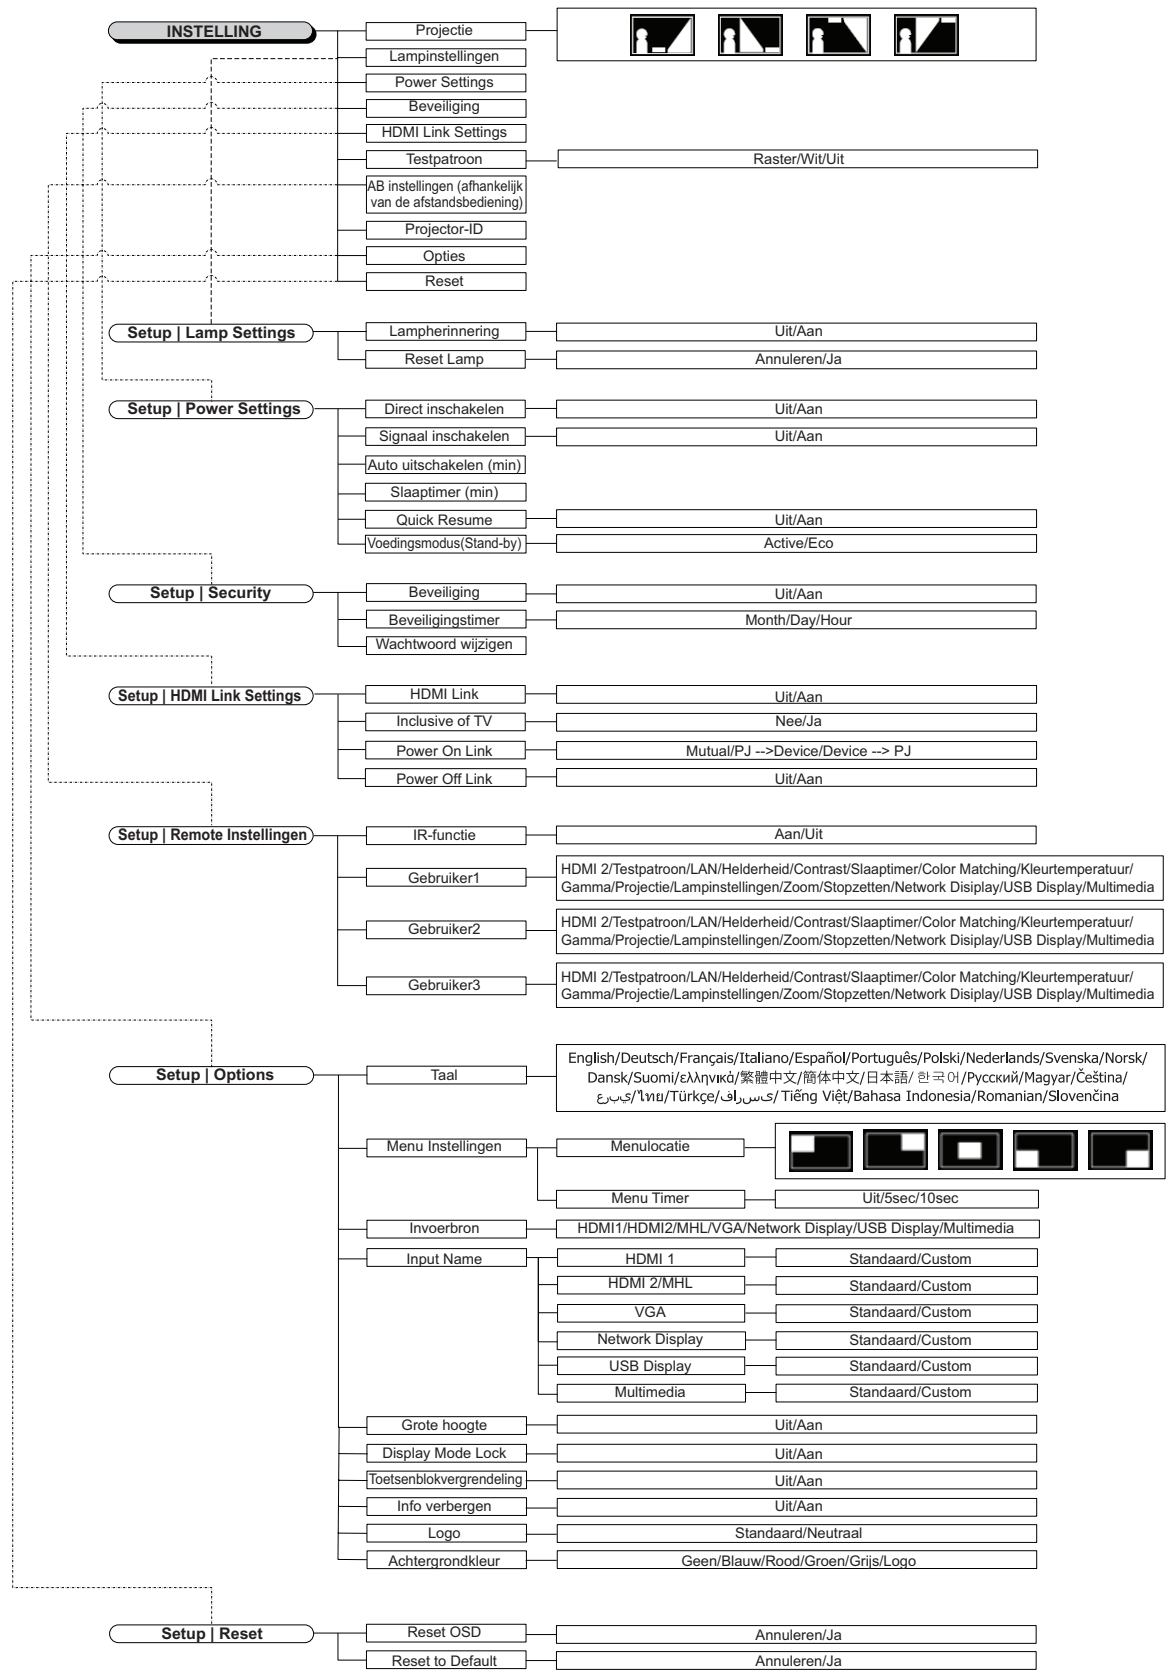 INSTELLING
Projectie
Lampinstellingen
Power Settings
Beveiliging
HDMI Link Settings
Testpatroon
Raster/Wit/Uit
AB instellingen (afhankelijk
van de afstandsbediening)
Projector-ID
Opties
Reset
Setup | Lamp Settings
Lampherinnering
Uit/Aan
Reset Lamp
Annuleren/Ja
Setup | Power Settings
Direct inschakelen
Uit/Aan
Signaal inschakelen
Uit/Aan
Auto uitschakelen (min)
Slaaptimer (min)
Quick Resume
Uit/Aan
Voedingsmodus(Stand-by)
Active/Eco
Setup | Security
Beveiliging
Uit/Aan
Beveiligingstimer
Month/Day/Hour
Wachtwoord wijzigen
Setup | HDMI Link Settings
HDMI Link
Uit/Aan
Inclusive of TV
Nee/Ja
Power On Link
Mutual/PJ -->Device/Device --> PJ
Power Off Link
Uit/Aan
Setup | Remote Instellingen
IR-functie
Aan/Uit
Gebruiker1
HDMI 2/Testpatroon/LAN/Helderheid/Contrast/Slaaptimer/Color Matching/Kleurtemperatuur/
Gamma/Projectie/Lampinstellingen/Zoom/Stopzetten/Network Disiplay/USB Display/Multimedia
Gebruiker2
HDMI 2/Testpatroon/LAN/Helderheid/Contrast/Slaaptimer/Color Matching/Kleurtemperatuur/
Gamma/Projectie/Lampinstellingen/Zoom/Stopzetten/Network Disiplay/USB Display/Multimedia
Gebruiker3
HDMI 2/Testpatroon/LAN/Helderheid/Contrast/Slaaptimer/Color Matching/Kleurtemperatuur/
Gamma/Projectie/Lampinstellingen/Zoom/Stopzetten/Network Disiplay/USB Display/Multimedia
Setup | Options
Taal
English/Deutsch/Français/Italiano/Español/Português/Polski/Nederlands/Svenska/Norsk/
Dansk/Suomi/ελληνικά/繁體中文/簡体中文/日本語/한국어/Русский/Magyar/Čeština/
يبرع/ไทย/Türkçe/یسراف/Tiếng Việt/Bahasa Indonesia/Romanian/Slovenčina
Menu Instellingen
Menulocatie
Menu Timer
Uit/5sec/10sec
Invoerbron
HDMI1/HDMI2/MHL/VGA/Network Display/USB Display/Multimedia
Input Name
HDMI 1
Standaard/Custom
HDMI 2/MHL
Standaard/Custom
VGA
Standaard/Custom
Network Display
Standaard/Custom
USB Display
Standaard/Custom
Multimedia
Standaard/Custom
Grote hoogte
Uit/Aan
Display Mode Lock
Uit/Aan
Toetsenblokvergrendeling
Uit/Aan
Info verbergen
Uit/Aan
Logo
Standaard/Neutraal
Achtergrondkleur
Geen/Blauw/Rood/Groen/Grijs/Logo
Setup | Reset
Reset OSD
Annuleren/Ja
Reset to Default
Annuleren/Ja